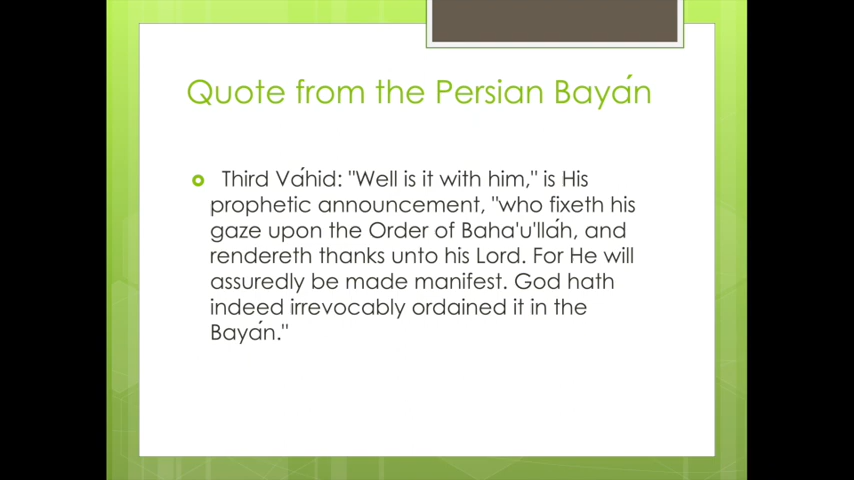 Quote from the Persian Bayán
Third Váhid: "Well is it with him," is His
prophetic announcement, "who fixeth his
gaze upon the Order of Baha'u'lláh, and
rendereth thanks unto his Lord. For He will
assuredly be made manifest. God hath
indeed irrevocably ordained it in the
Bayán."